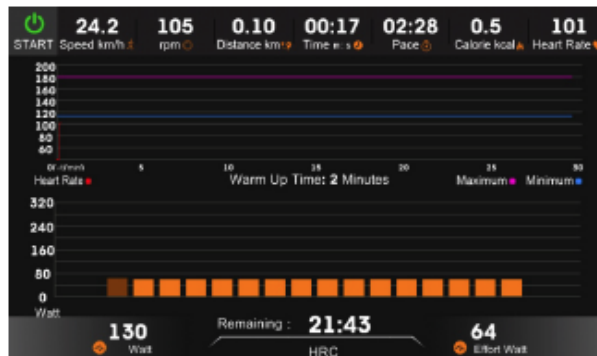 24.2 105 0.10 00:17 02:28 0.5 101
START Speed km/h rpm Distance km Time m: s Pace Calorie kcal Heart Rate
200
180
160
140
120
100
80
60
5 10 15 20 25 30
Heart Rate Warm Up Time: 2 Minutes Maximum Minimum
320
240
160
80
0
Watt
130 Remaining : 21:43 64
Watt HRC Effort Watt